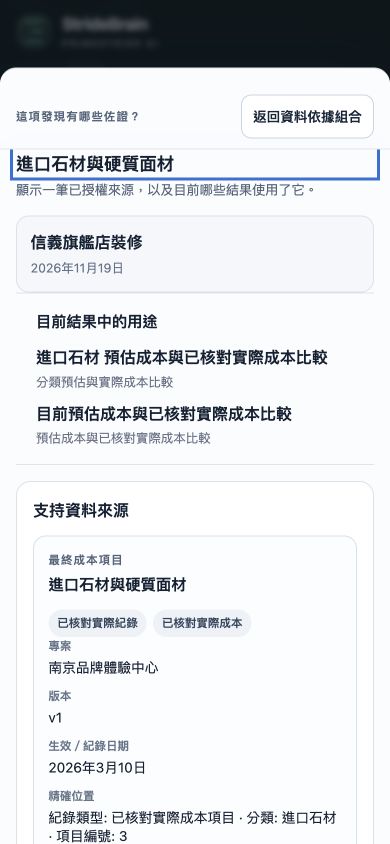 StrideBrain
這項發現有哪些佐證？
返回資料依據組合
進口石材與硬質面材
顯示一筆已授權來源，以及目前哪些結果使用了它。
信義旗艦店裝修
2026年11月19日
目前結果中的用途
進口石材 預估成本與已核對實際成本比較
分類預估與實際成本比較
目前預估成本與已核對實際成本比較
預估成本與已核對實際成本比較
支持資料來源
最終成本項目
進口石材與硬質面材
已核對實際紀錄
已核對實際成本
專案
南京品牌體驗中心
版本
v1
生效 / 紀錄日期
2026年3月10日
精確位置
紀錄類型: 已核對實際成本項目 · 分類: 進口石材
· 項目編號: 3